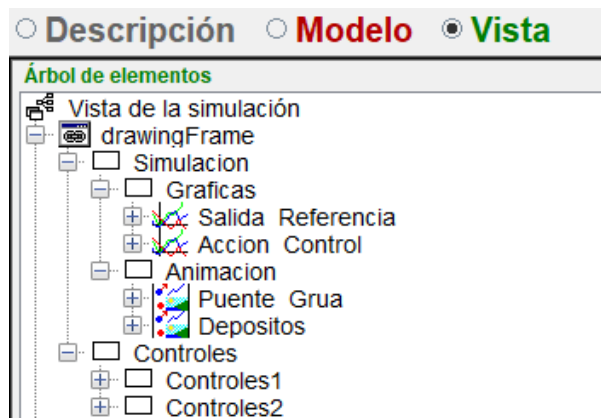 Descripción Modelo Vista
Árbol de elementos
Vista de la simulación
drawingFrame
Simulacion
Graficas
Salida Referencia
Accion Control
Animacion
Puente Grua
Depositos
Controles
Controles1
Controles2